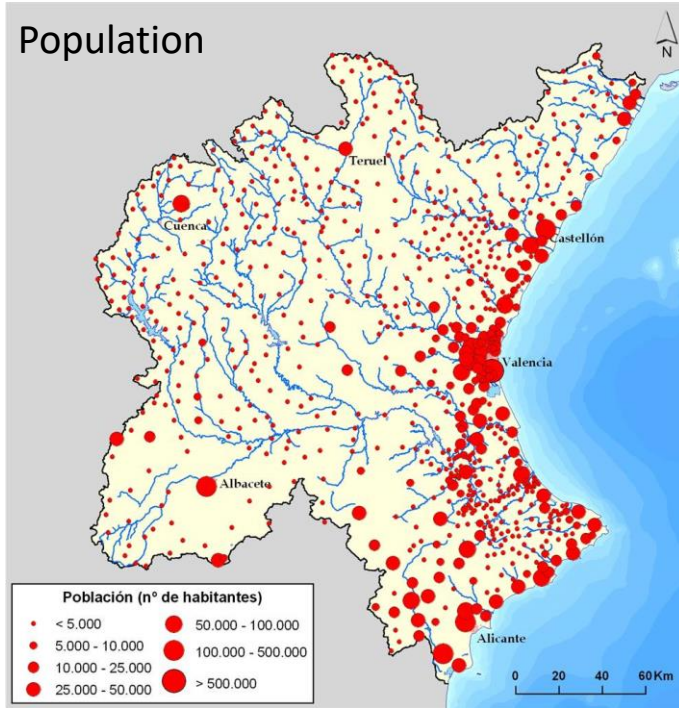 Population
N
Teruel
Cuenca
Castellón
Valencia
Albacete
Alicante
Población (nº de habitantes)
< 5.000
5.000 - 10.000
10.000 - 25.000
25.000 - 50.000
50.000 - 100.000
100.000 - 500.000
> 500.000
0 20 40 60 Km